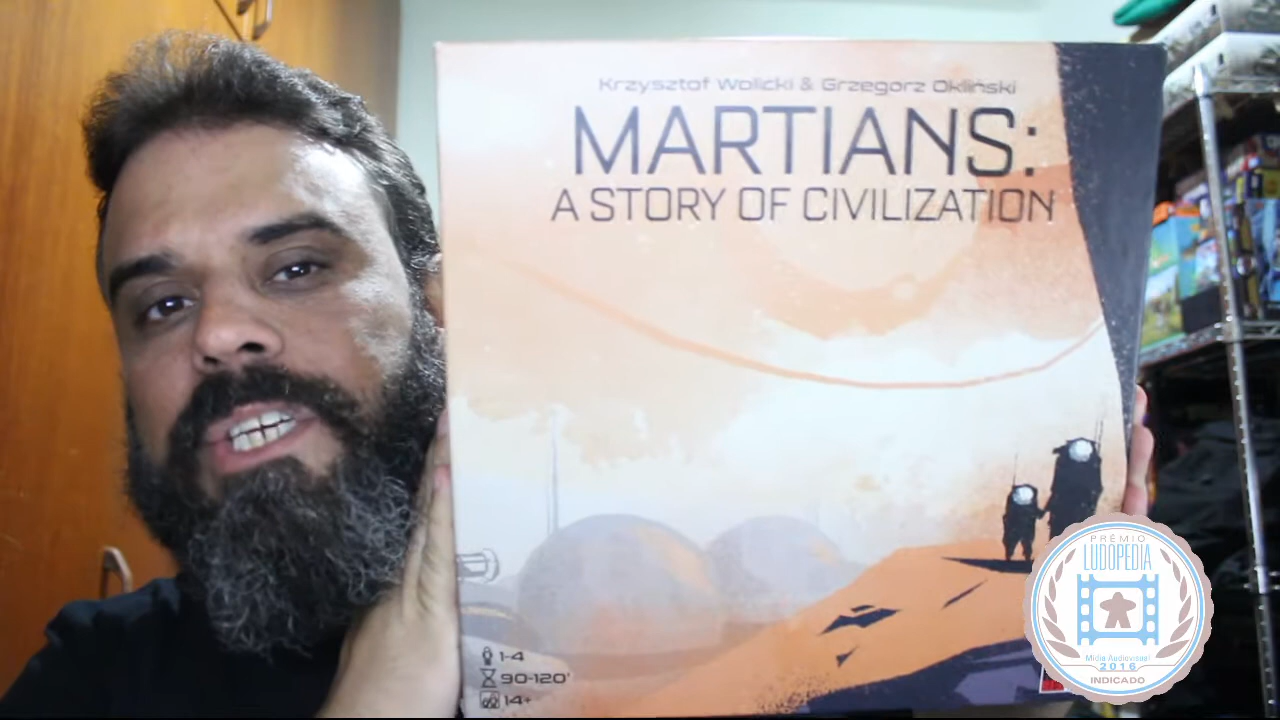 Krzysztof Wolicki & Grzegorz Okliński
MARTIANS:
A STORY OF CIVILIZATION
1-4
90-120'
14+
PRÊMIO
LUDOPEDIA
Mídia Audiovisual
2016
INDICADO